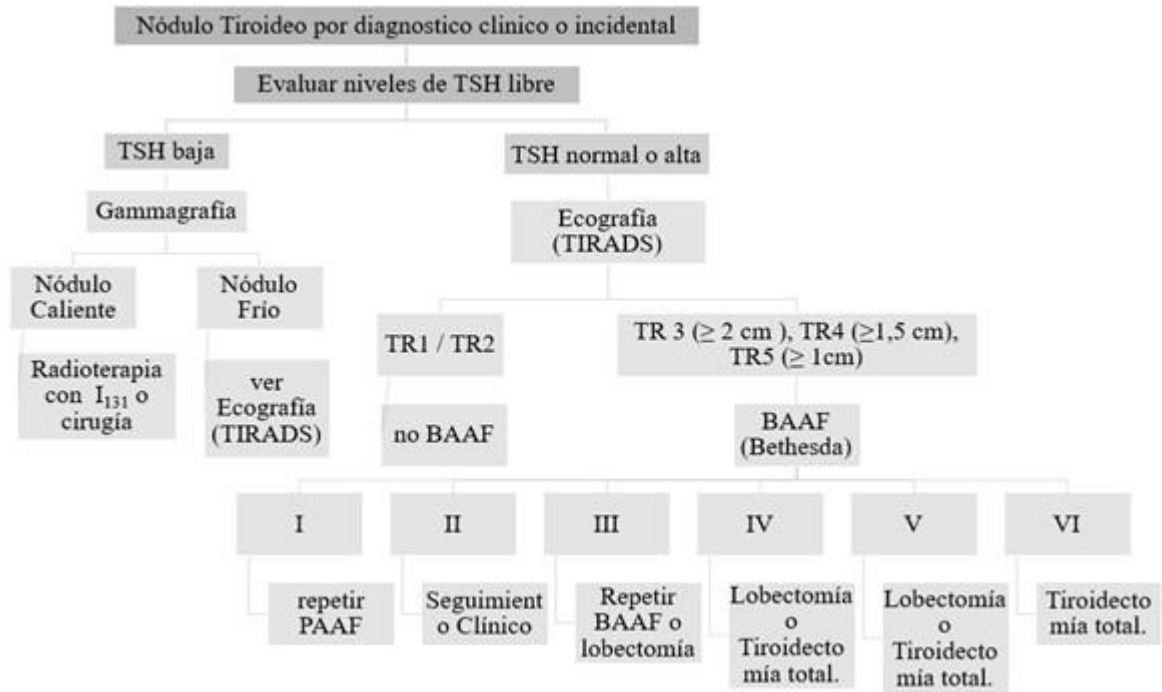 Nódulo Tiroideo por diagnostico clinico o incidental
Evaluar niveles de TSH libre
TSH baja
TSH normal o alta
Gammagrafía
Ecografía
(TIRADS)
Nódulo
Caliente
Nódulo
Frío
TR1 / TR2
TR 3 (≥ 2 cm ), TR4 (≥1,5 cm),
TR5 (≥ 1cm)
Radioterapia
con I₁₃₁ o
cirugía
ver
Ecografía
(TIRADS)
no BAAF
BAAF
(Bethesda)
I
II
III
IV
V
VI
repetir
PAAF
Seguimient
o Clínico
Repetir
BAAF o
lobectomía
Lobectomía
o
Tiroidecto
mía total.
Lobectomía
o
Tiroidecto
mía total.
Tiroidecto
mía total.